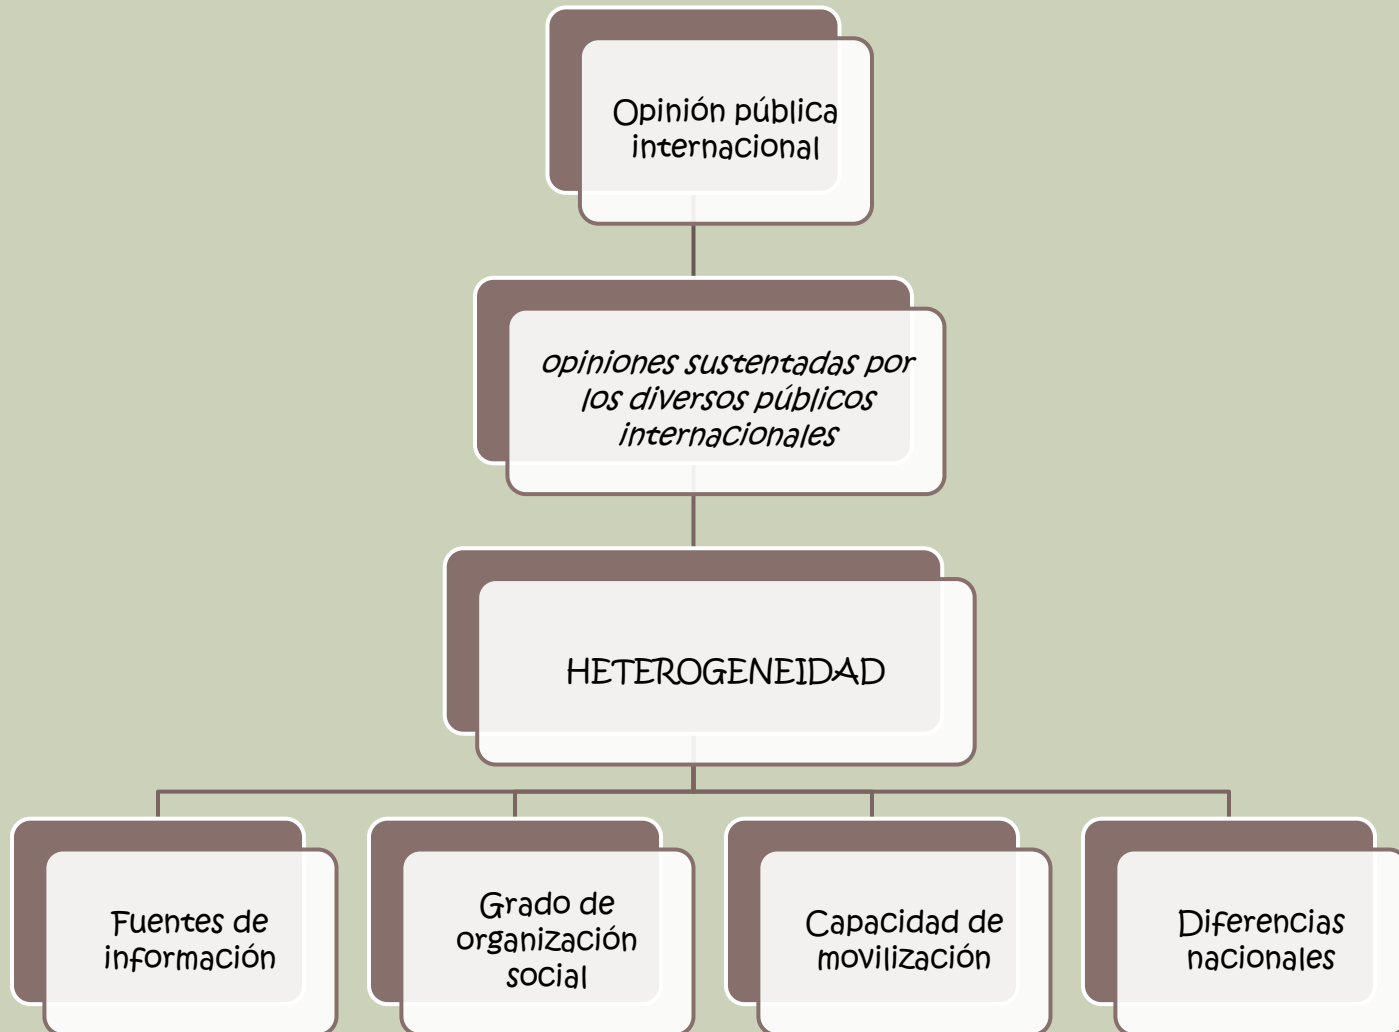 Opinión pública
internacional
opiniones sustentadas por
los diversos públicos
internacionales
HETEROGENEIDAD
Fuentes de
información
Grado de
organización
social
Capacidad de
movilización
Diferencias
nacionales